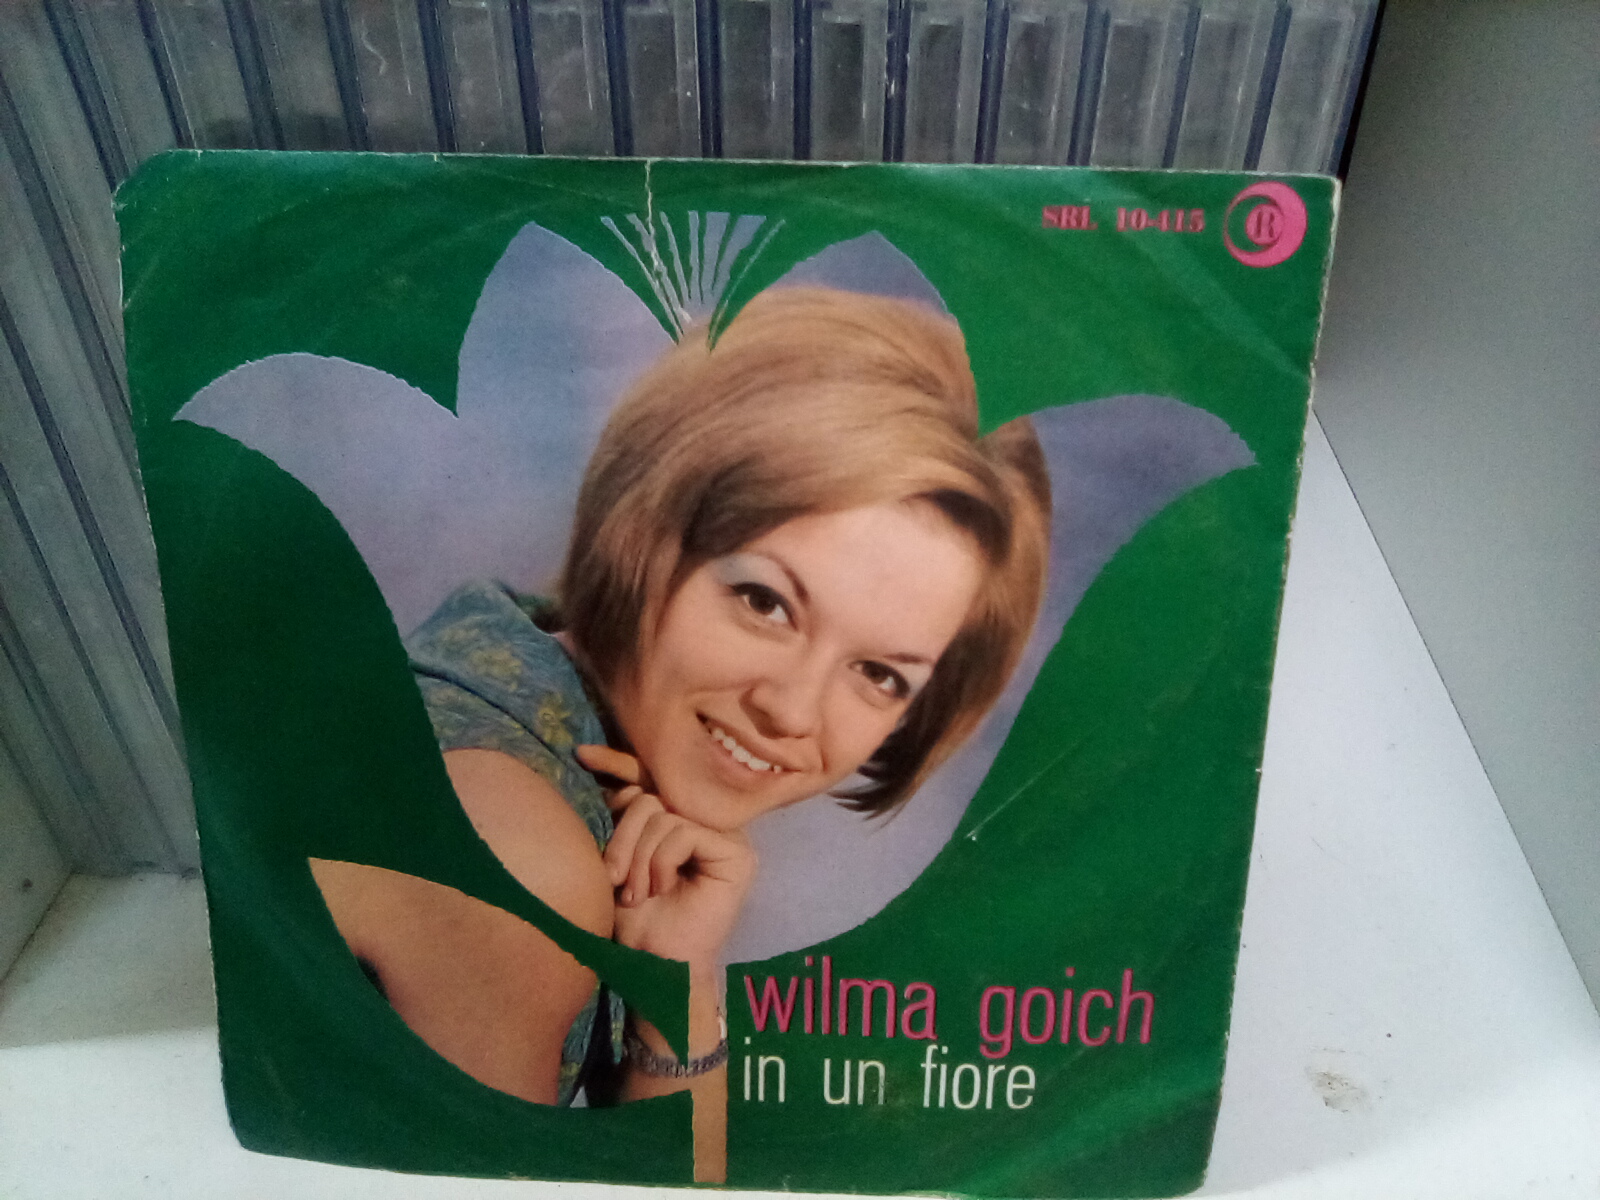 SRL 10-415 R
wilma goich
in un fiore